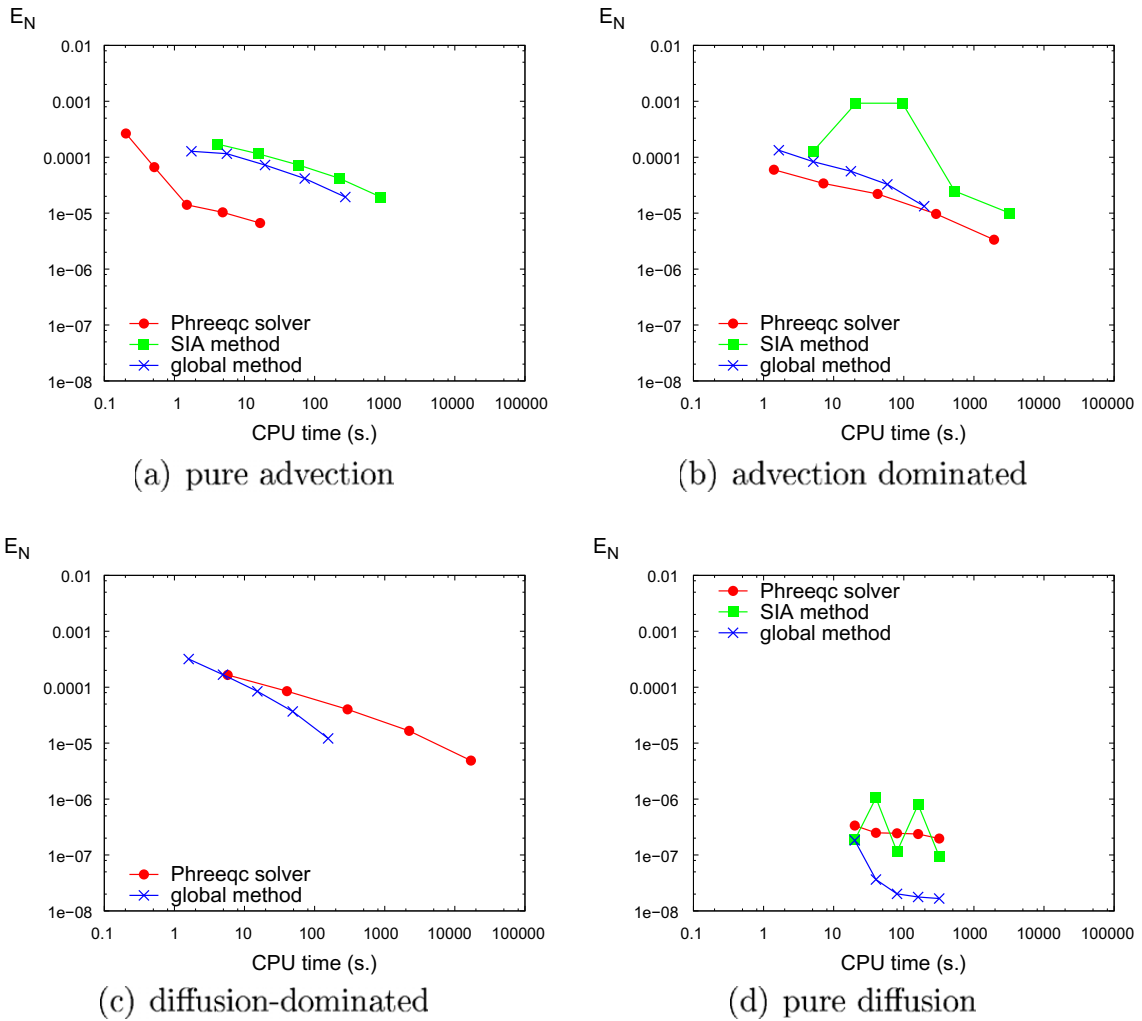 E_N
0.01
0.001
0.0001
1e−05
1e−06
1e−07
1e−08
Phreeqc solver
SIA method
global method
0.1 1 10 100 1000 10000 100000
CPU time (s.)
(a) pure advection
E_N
0.01
0.001
0.0001
1e−05
1e−06
1e−07
1e−08
Phreeqc solver
SIA method
global method
0.1 1 10 100 1000 10000 100000
CPU time (s.)
(b) advection dominated
E_N
0.01
0.001
0.0001
1e−05
1e−06
1e−07
1e−08
Phreeqc solver
global method
0.1 1 10 100 1000 10000 100000
CPU time (s.)
(c) diffusion-dominated
E_N
Phreeqc solver
SIA method
global method
0.01
0.001
0.0001
1e−05
1e−06
1e−07
1e−08
0.1 1 10 100 1000 10000 100000
CPU time (s.)
(d) pure diffusion